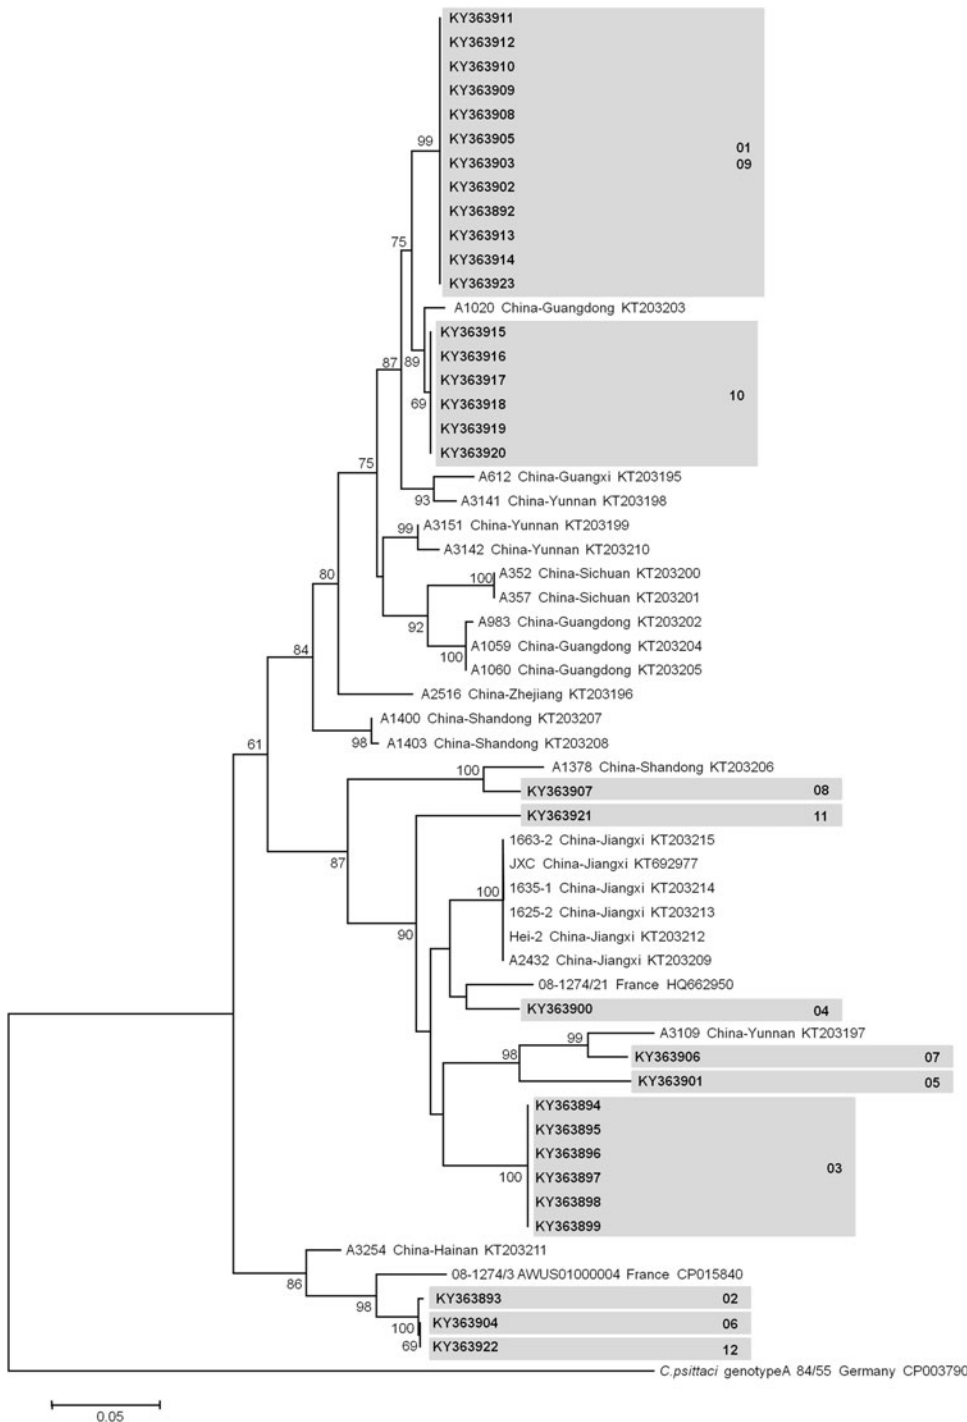 KY363911
KY363912
KY363910
KY363909
KY363908
99
KY363905
01
KY363903
09
KY363902
KY363892
KY363913
75
KY363914
KY363923
A1020 China-Guangdong KT203203
KY363915
KY363916
87
89
KY363917
10
69
KY363918
KY363919
KY363920
75
A612 China-Guangxi KT203195
93
A3141 China-Yunnan KT203198
99
A3151 China-Yunnan KT203199
A3142 China-Yunnan KT203210
80
100
A352 China-Sichuan KT203200
A357 China-Sichuan KT203201
92
A983 China-Guangdong KT203202
A1059 China-Guangdong KT203204
84
100
A1060 China-Guangdong KT203205
A2516 China-Zhejiang KT203196
A1400 China-Shandong KT203207
61
98
A1403 China-Shandong KT203208
100
A1378 China-Shandong KT203206
KY363907 08
KY363921 11
1663-2 China-Jiangxi KT203215
87
JXC China-Jiangxi KT692977
100
1635-1 China-Jiangxi KT203214
1625-2 China-Jiangxi KT203213
90
Hei-2 China-Jiangxi KT203212
A2432 China-Jiangxi KT203209
08-1274/21 France HQ662950
KY363900 04
99
A3109 China-Yunnan KT203197
98
KY363906 07
KY363901 05
KY363894
KY363895
KY363896
03
100
KY363897
KY363898
KY363899
A3254 China-Hainan KT203211
86
08-1274/3 AWUS01000004 France CP015840
98
KY363893 02
100
KY363904 06
69
KY363922 12
C.psittaci genotypeA 84/55 Germany CP003790
0.05